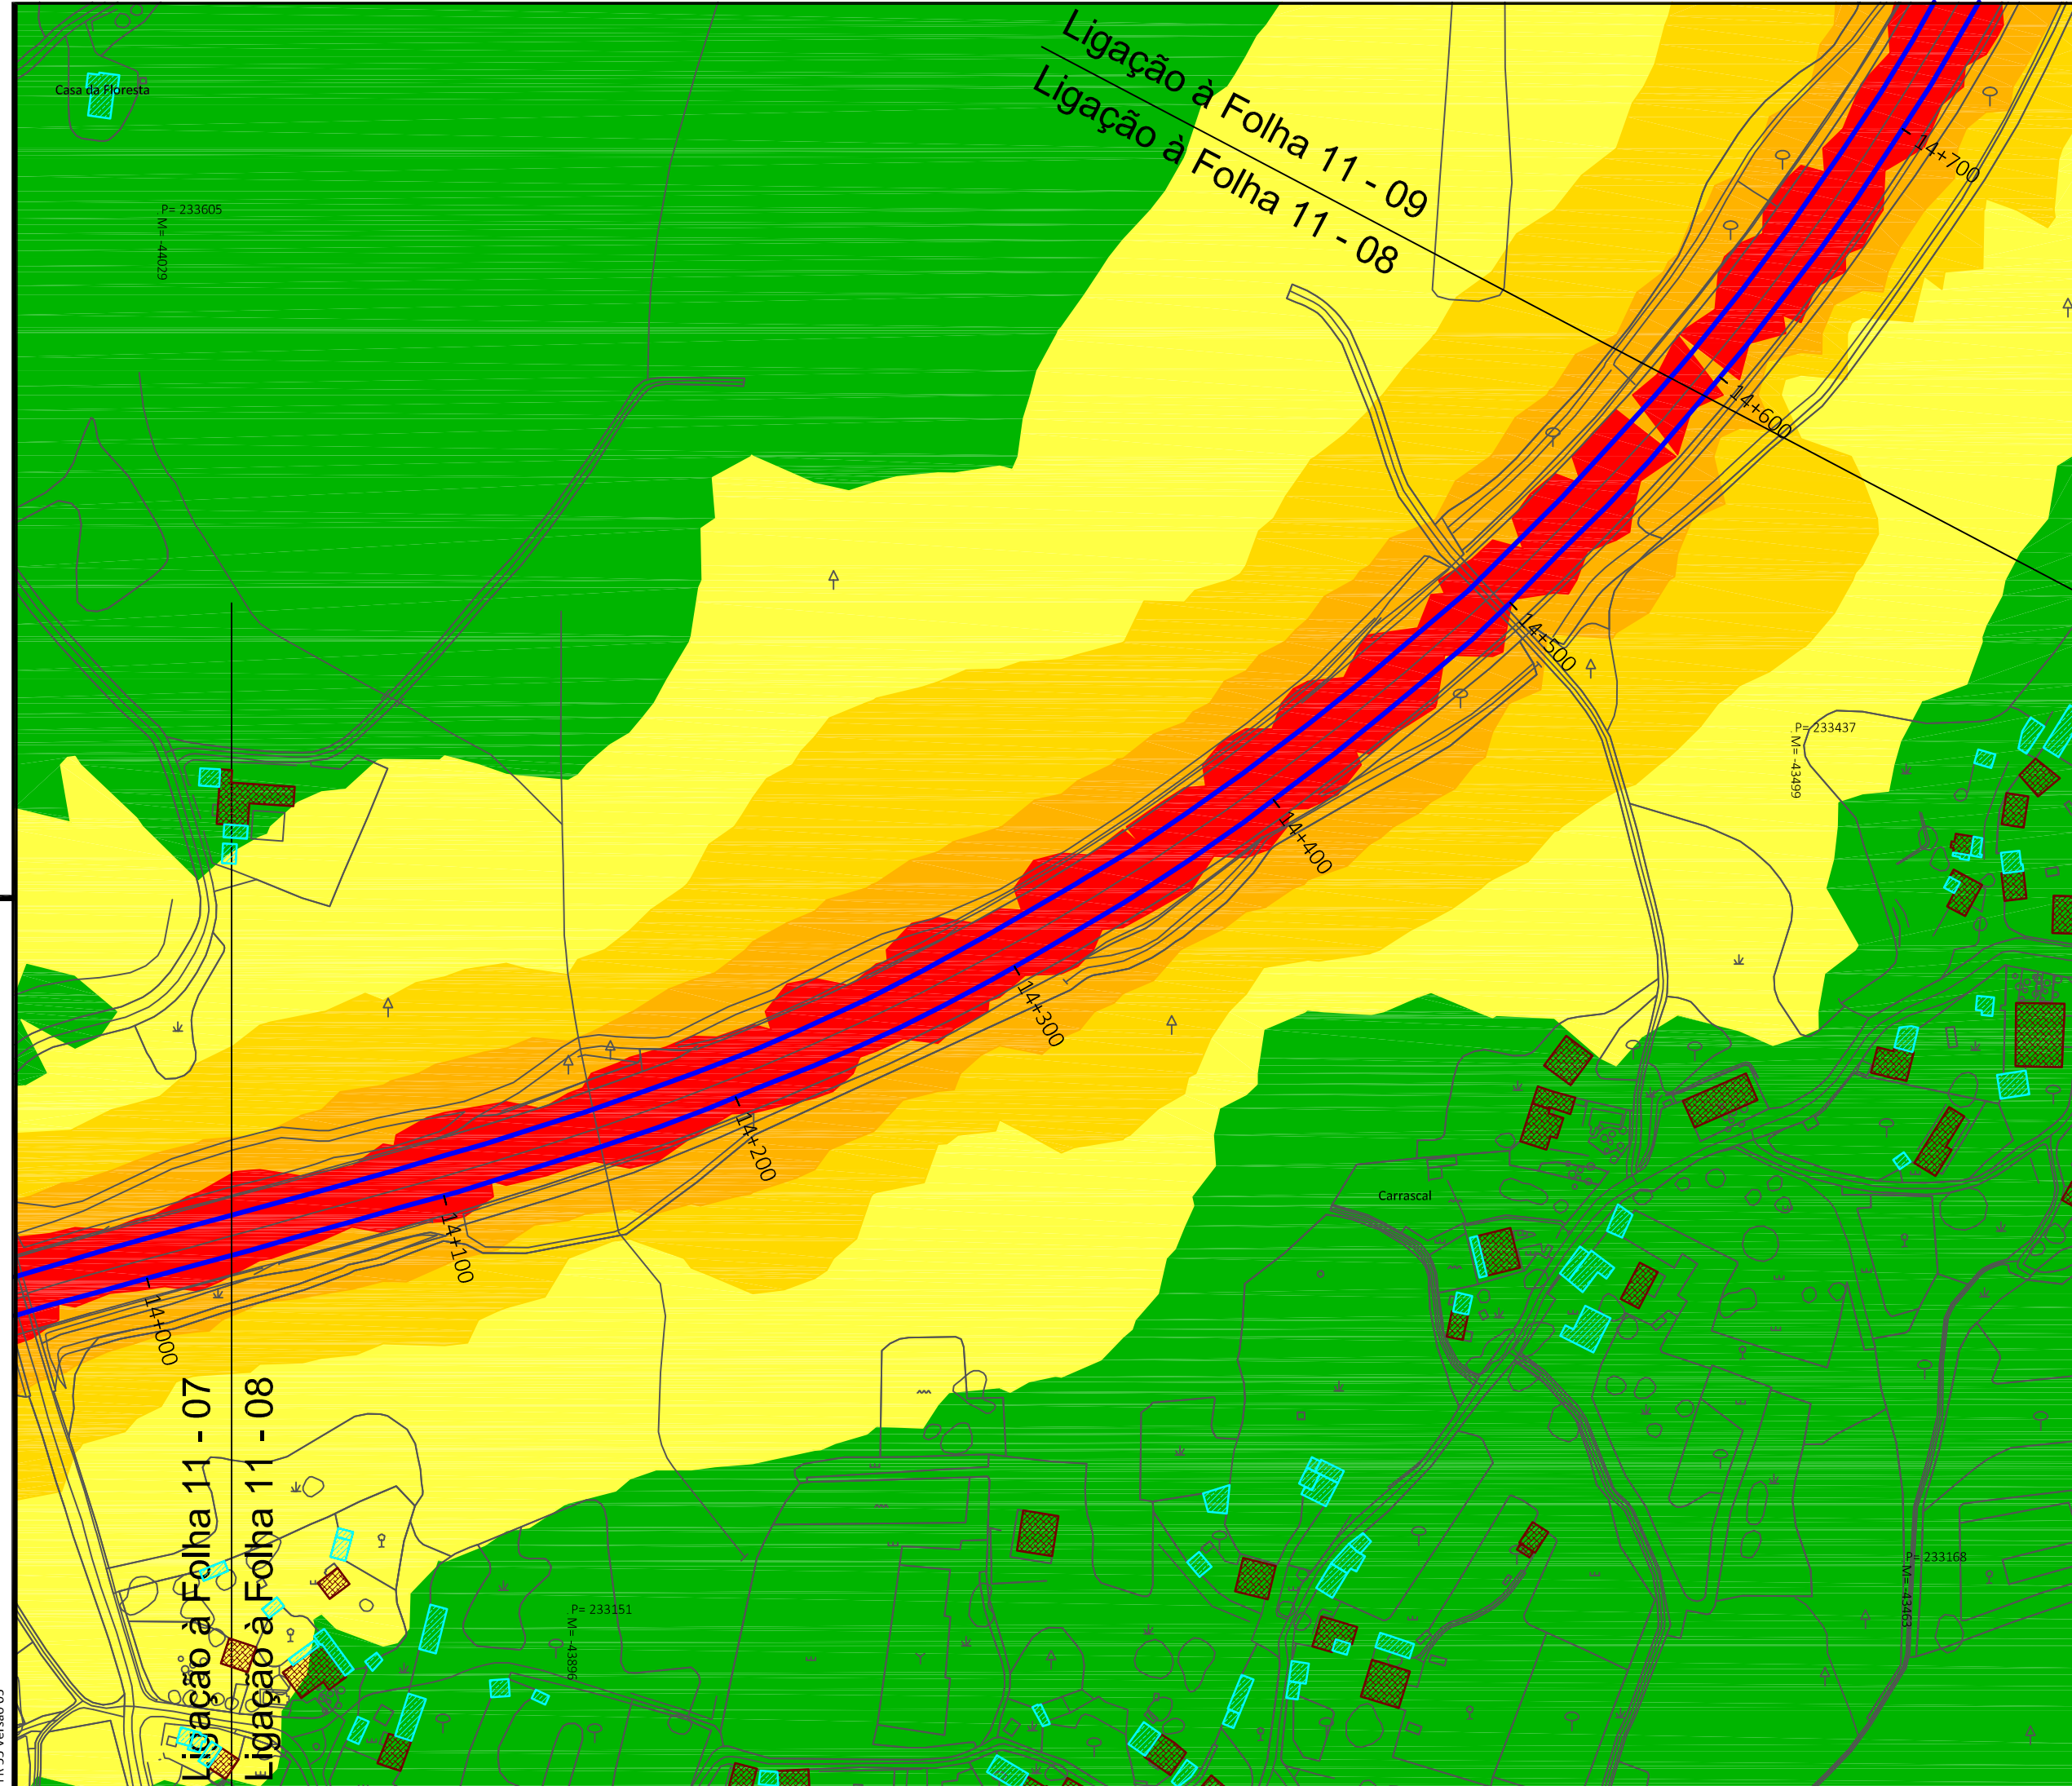 Ligação à Folha 11 - 09
Ligação à Folha 11 - 08
Casa da Floresta
P= 233605
M= -44029
14+700
14+600
14+500
P= 233437
M= -43499
14+400
14+300
14+200
14+100
14+000
Carrascal
Ligação à Folha 11 - 07
Ligação à Folha 11 - 08
P= 233151
M= -43896
P= 233168
M= -43463